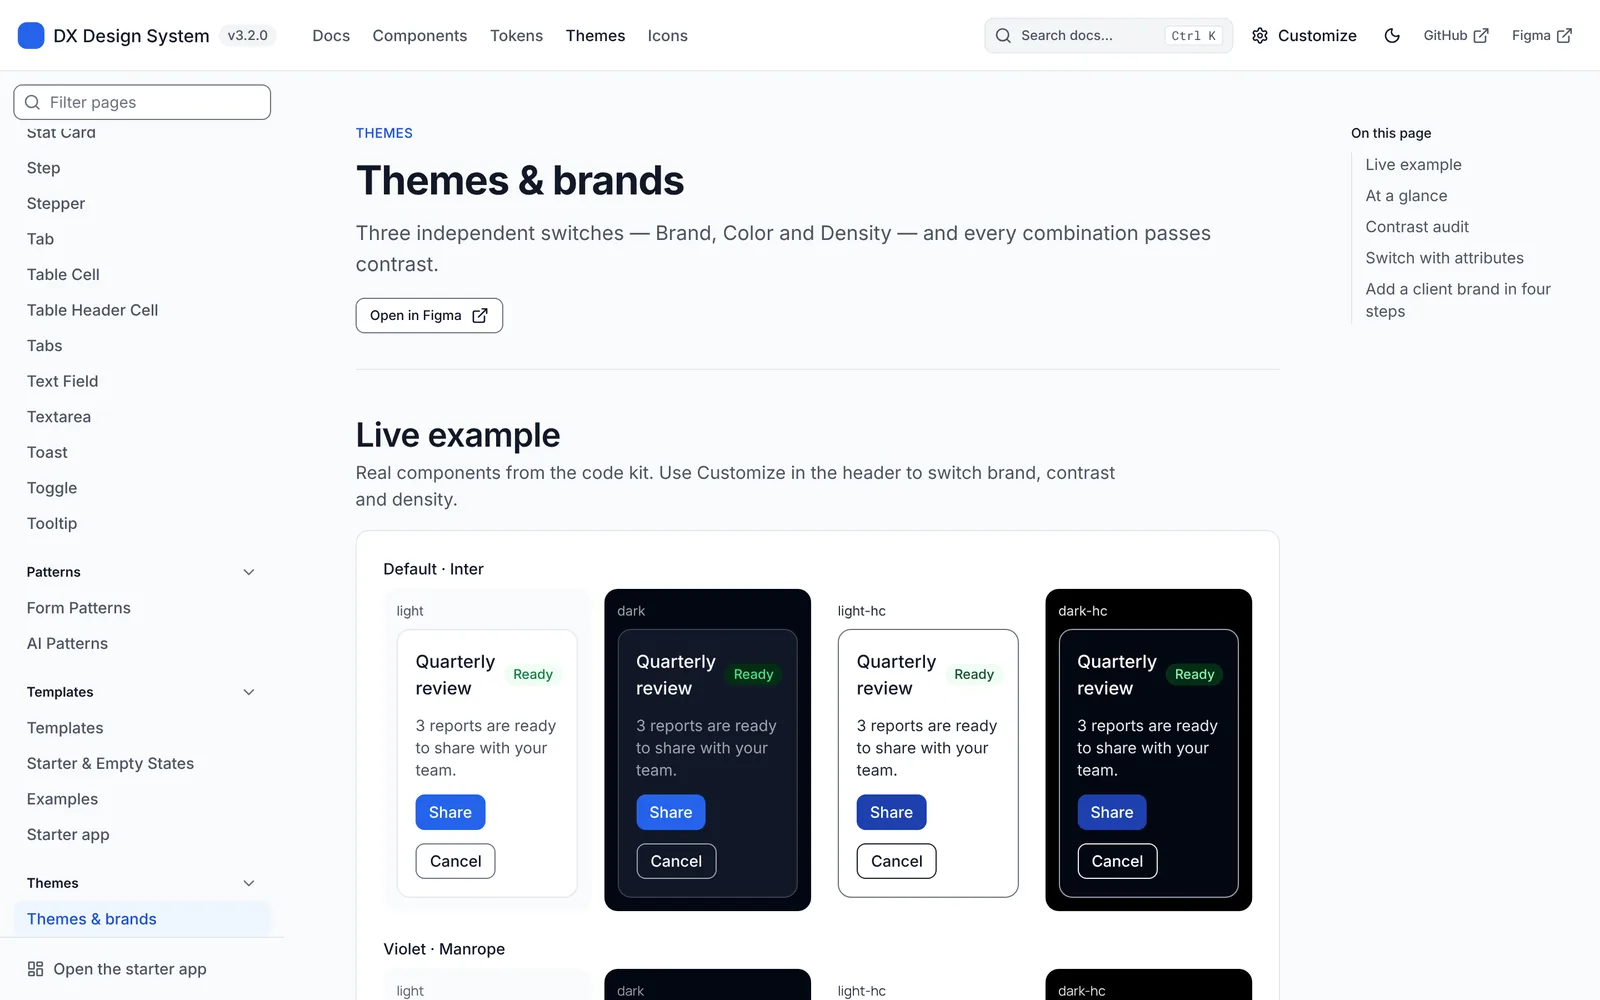 DX Design System v3.2.0 Docs Components Tokens Themes Icons Search docs... Ctrl K Customize GitHub Figma
Filter pages
Stat Card
Step
Stepper
Tab
Table Cell
Table Header Cell
Tabs
Text Field
Textarea
Toast
Toggle
Tooltip
Patterns
Form Patterns
AI Patterns
Templates
Templates
Starter & Empty States
Examples
Starter app
Themes
Themes & brands
Open the starter app
THEMES
Themes & brands
Three independent switches — Brand, Color and Density — and every combination passes
contrast.
Open in Figma
Live example
Real components from the code kit. Use Customize in the header to switch brand, contrast
and density.
Default · Inter
light
Quarterly
review
Ready
3 reports are ready
to share with your
team.
Share
Cancel
dark
Quarterly
review
Ready
3 reports are ready
to share with your
team.
Share
Cancel
light-hc
Quarterly
review
Ready
3 reports are ready
to share with your
team.
Share
Cancel
dark-hc
Quarterly
review
Ready
3 reports are ready
to share with your
team.
Share
Cancel
Violet · Manrope
light
dark
light-hc
dark-hc
On this page
Live example
At a glance
Contrast audit
Switch with attributes
Add a client brand in four
steps